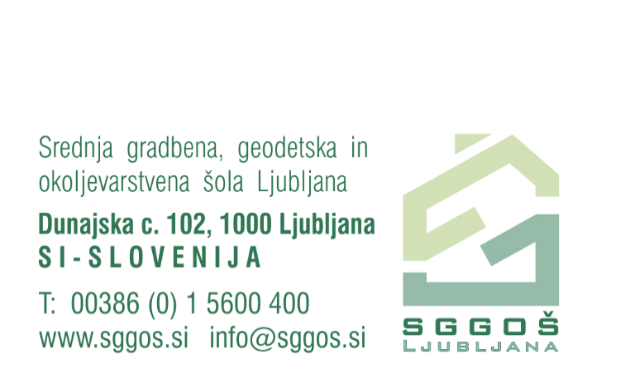 Srednja gradbena, geodetska in
okoljevarstvena šola Ljubljana
Dunajska c. 102, 1000 Ljubljana
SI-SLOVENIJA
T: 00386 (0) 1 5600 400
www.sggos.si info@sggos.si
SGGOŠ
LJUBLJANA